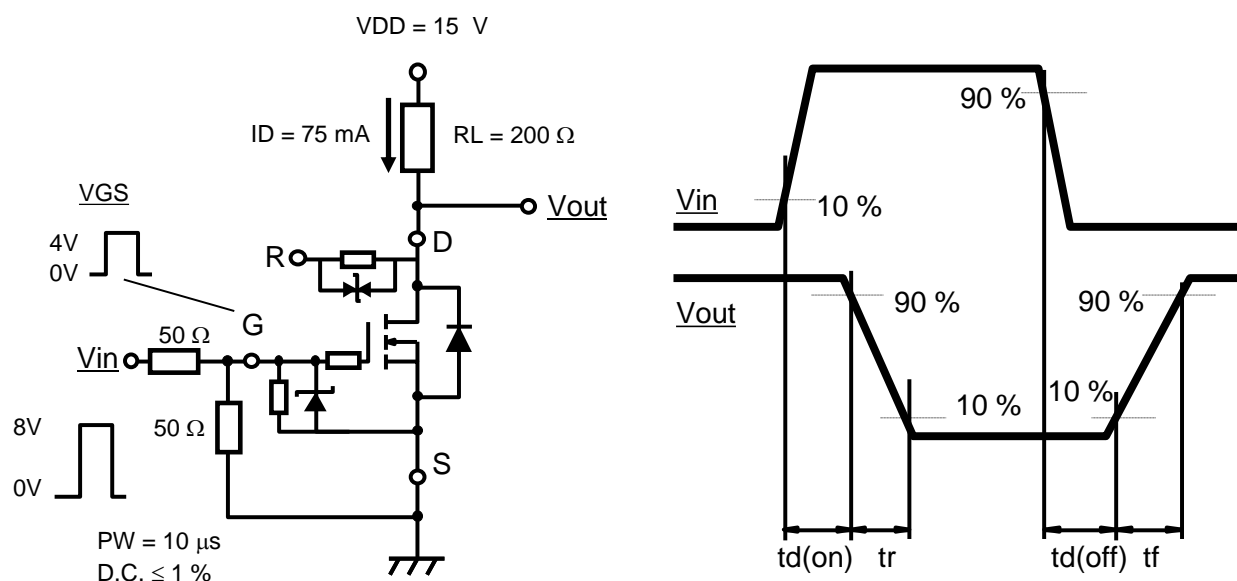 VDD = 15 V
ID = 75 mA
RL = 200 Ω
VGS
4V
0V
Vout
D
R
G
50 Ω
Vin
50 Ω
8V
0V
S
PW = 10 μs
D.C. ≤ 1 %
90 %
Vin
10 %
Vout
90 %
90 %
10 %
10 %
td(on)
tr
td(off)
tf